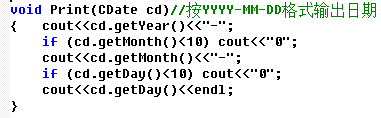 void Print(CDate cd)//按YYYY-MM-DD格式输出日期
{   cout<<cd.getYear()<<"-";
    if (cd.getMonth()<10) cout<<"0";
    cout<<cd.getMonth()<<"-";
    if (cd.getDay()<10) cout<<"0";
    cout<<cd.getDay()<<endl;
}